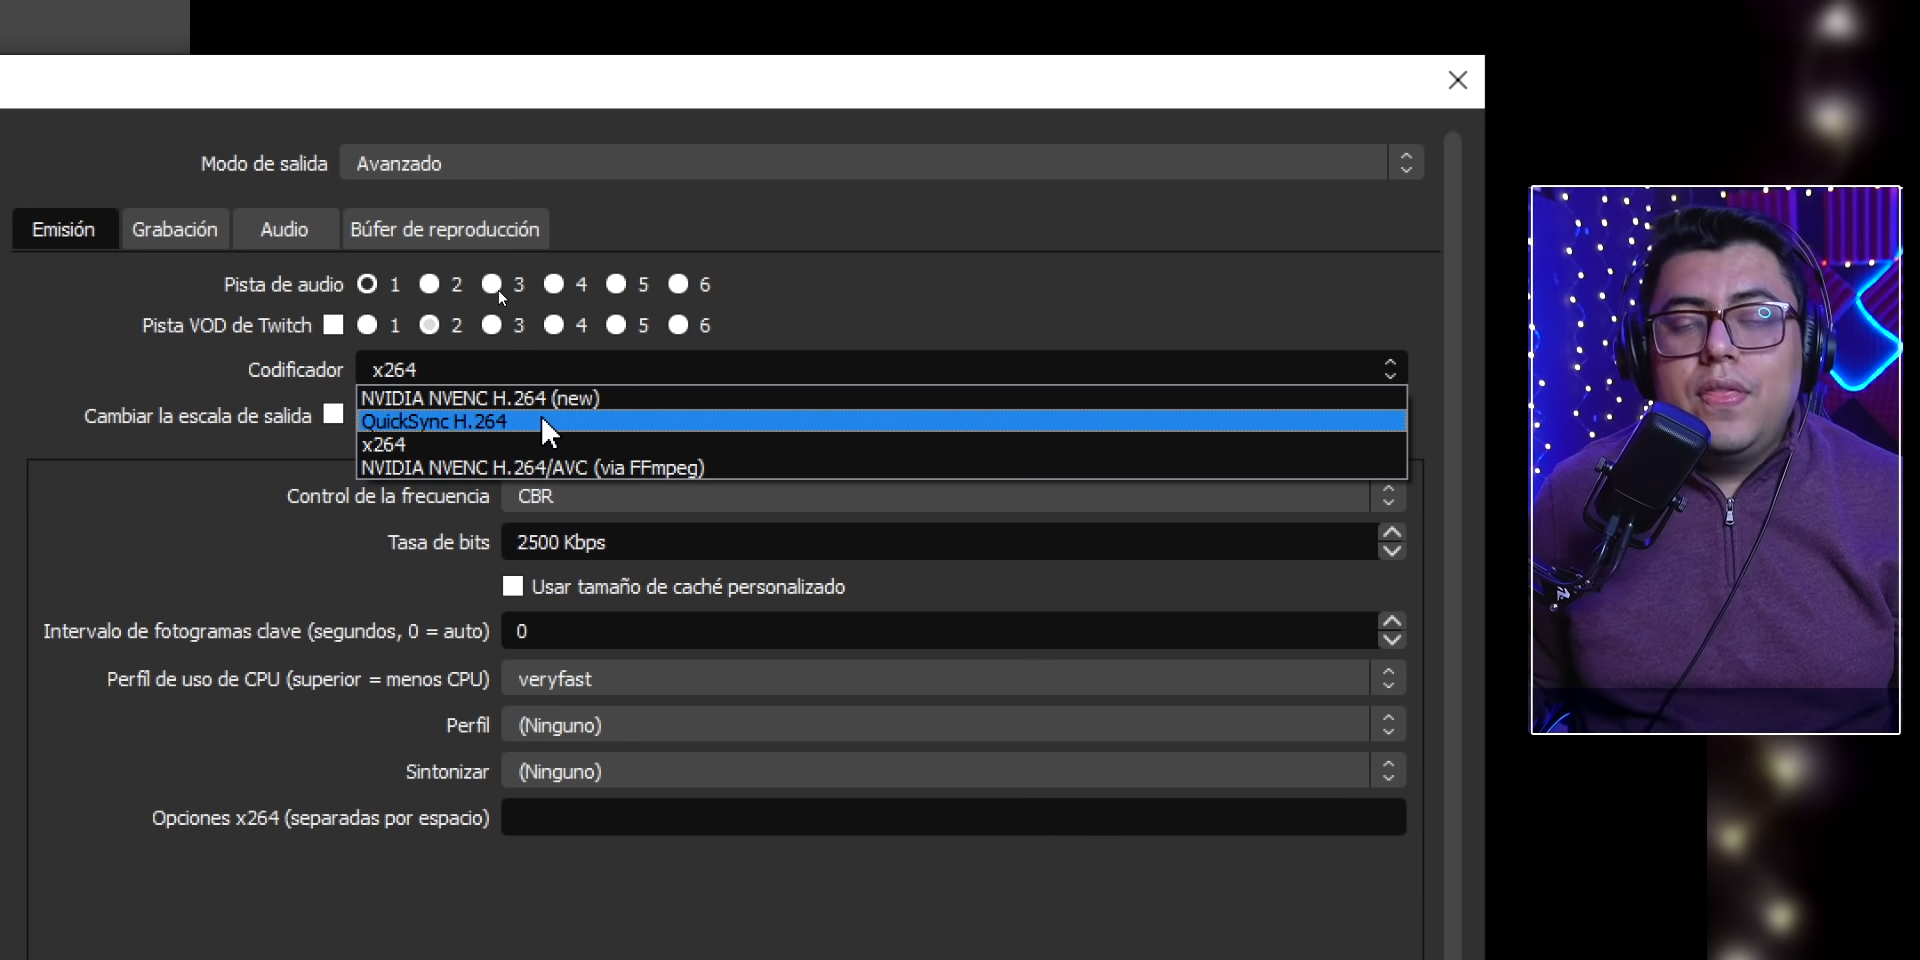 Modo de salida Avanzado
Emisión Grabación Audio Búfer de reproducción
Pista de audio 1 2 3 4 5 6
Pista VOD de Twitch 1 2 3 4 5 6
Codificador x264
NVIDIA NVENC H.264 (new)
Cambiar la escala de salida QuickSync H.264
x264
NVIDIA NVENC H.264/AVC (via FFmpeg)
Control de la frecuencia CBR
Tasa de bits 2500 Kbps
Usar tamaño de caché personalizado
Intervalo de fotogramas clave (segundos, 0 = auto) 0
Perfil de uso de CPU (superior = menos CPU) veryfast
Perfil (Ninguno)
Sintonizar (Ninguno)
Opciones x264 (separadas por espacio)